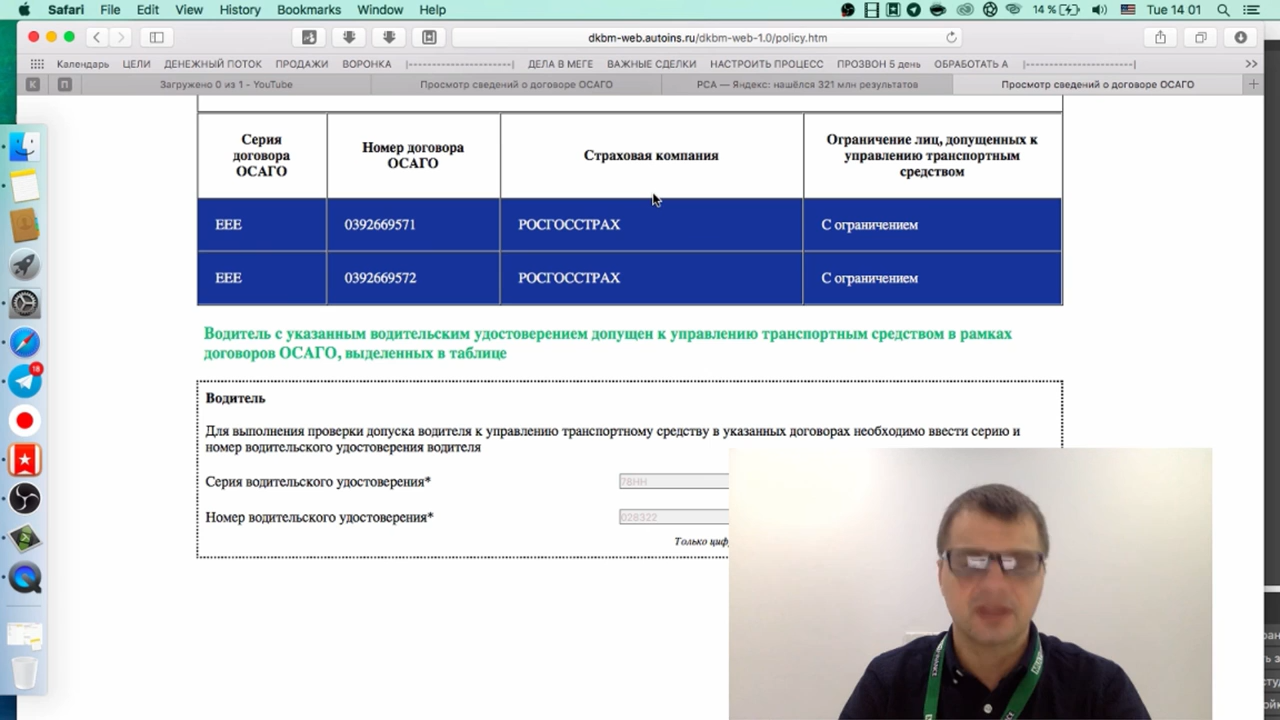 Safari File Edit View History Bookmarks Window Help 14 % Tue 14 01
dkbm-web.autoins.ru/dkbm-web-1.0/policy.htm
Календарь ЦЕЛИ ДЕНЕЖНЫЙ ПОТОК ПРОДАЖИ ВОРОНКА |----------------------| ДЕЛА В МЕГЕ ВАЖНЫЕ СДЕЛКИ НАСТРОИТЬ ПРОЦЕСС ПРОЗВОН 5 день ОБРАБОТАТЬ А |----------------------| >>
К П Загружено 0 из 1 - YouTube Просмотр сведений о договоре ОСАГО РСА — Яндекс: нашёлся 321 млн результатов Просмотр сведений о договоре ОСАГО
Серия договора ОСАГО
Номер договора ОСАГО
Страховая компания
Ограничение лиц, допущенных к управлению транспортным средством
ЕЕЕ 0392669571 РОСГОССТРАХ С ограничением
ЕЕЕ 0392669572 РОСГОССТРАХ С ограничением
Водитель с указанным водительским удостоверением допущен к управлению транспортным средством в рамках
договоров ОСАГО, выделенных в таблице
Водитель
Для выполнения проверки допуска водителя к управлению транспортному средству в указанных договорах необходимо ввести серию и
номер водительского удостоверения водителя
Серия водительского удостоверения* 78НН
Номер водительского удостоверения* 028322
Только
18